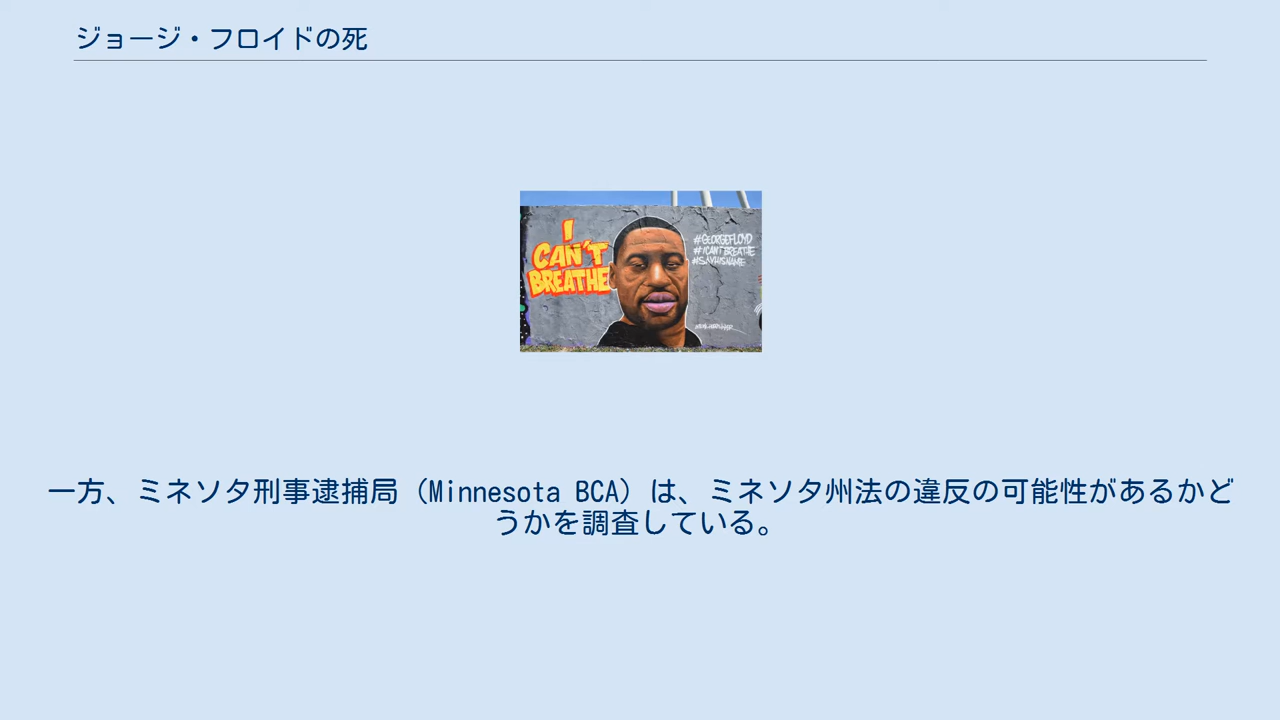 ジョージ・フロイドの死
I
CAN'T
BREATHE
#GEORGEFLOYD
#ICANTBREATHE
#SAYHISNAME
一方、ミネソタ刑事逮捕局（Minnesota BCA）は、ミネソタ州法の違反の可能性があるかど
うかを調査している。